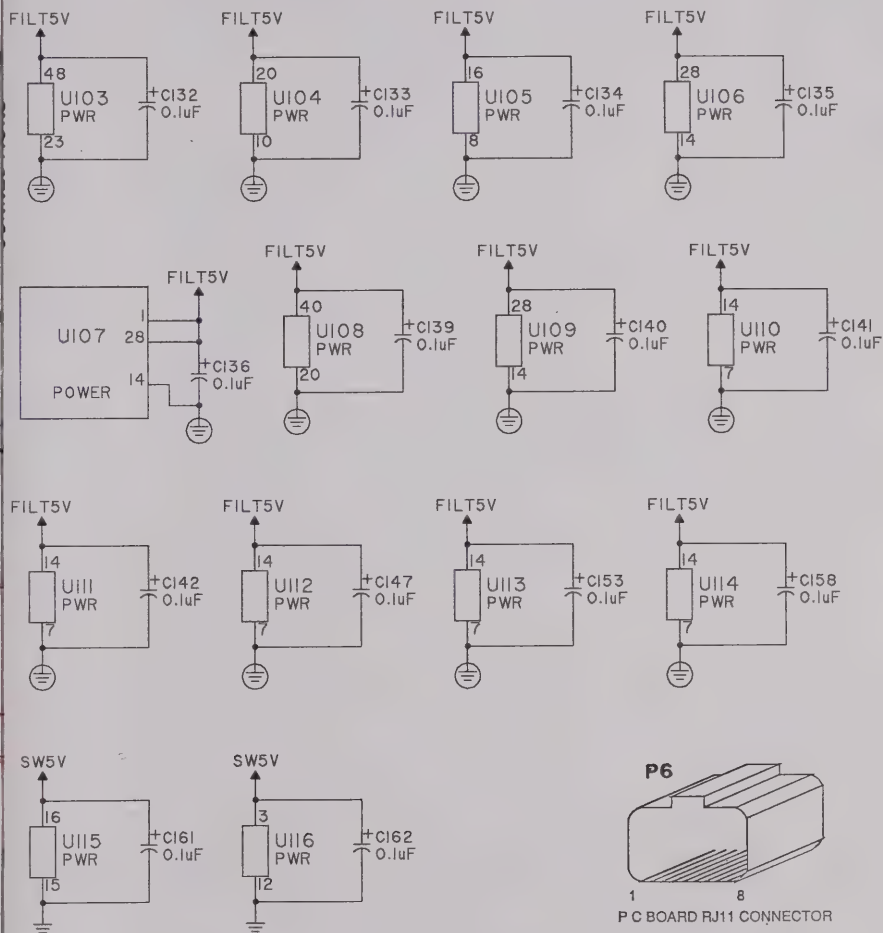 FILT5V
48
U103
PWR
23
+C132
0.1uF
FILT5V
20
U104
PWR
10
+C133
0.1uF
FILT5V
16
U105
PWR
8
+C134
0.1uF
FILT5V
28
U106
PWR
14
+C135
0.1uF
U107
POWER
1
28
14
FILT5V
+C136
0.1uF
FILT5V
40
U108
PWR
20
+C139
0.1uF
FILT5V
28
U109
PWR
14
+C140
0.1uF
FILT5V
14
U110
PWR
7
+C141
0.1uF
FILT5V
14
U111
PWR
7
+C142
0.1uF
FILT5V
14
U112
PWR
7
+C147
0.1uF
FILT5V
14
U113
PWR
7
+C153
0.1uF
FILT5V
14
U114
PWR
7
+C158
0.1uF
SW5V
16
U115
PWR
15
+C161
0.1uF
SW5V
3
U116
PWR
12
+C162
0.1uF
P6
1 8
P C BOARD RJ11 CONNECTOR